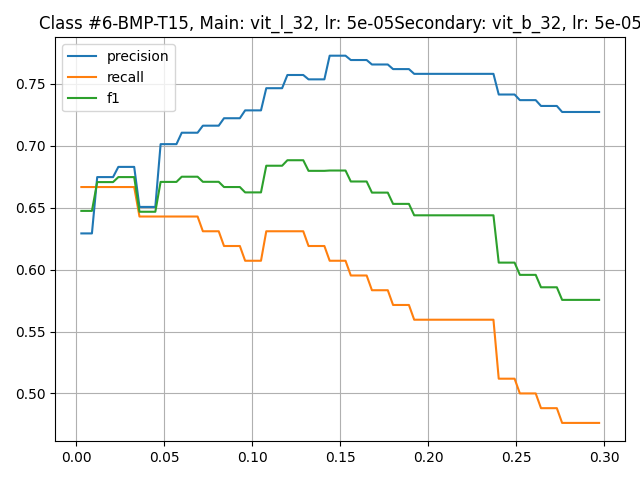 Class #6-BMP-T15, Main: vit_l_32, lr: 5e-05Secondary: vit_b_32, lr: 5e-05
precision
recall
f1
0.75
0.70
0.65
0.60
0.55
0.50
0.00 0.05 0.10 0.15 0.20 0.25 0.30